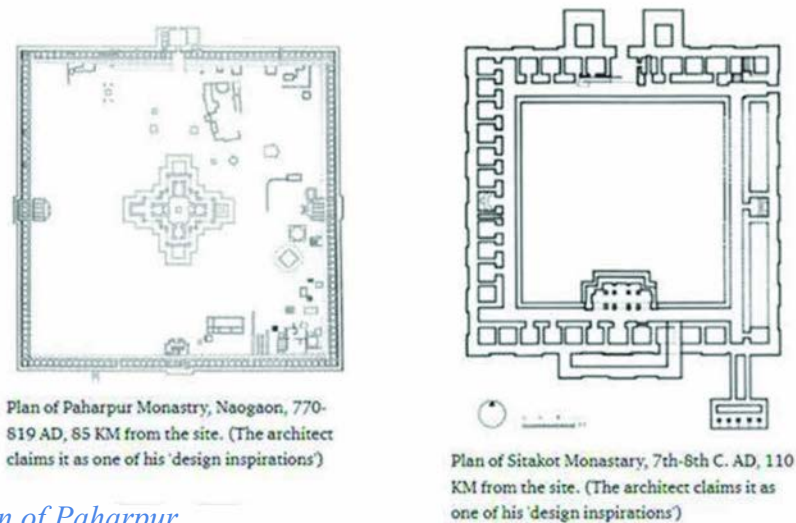 Plan of Paharpur Monastry, Naogaon, 770-
819 AD, 85 KM from the site. (The architect
claims it as one of his 'design inspirations')
Plan of Sitakot Monastary, 7th-8th C. AD, 110
KM from the site. (The architect claims it as
one of his 'design inspirations')
n of Paharpur